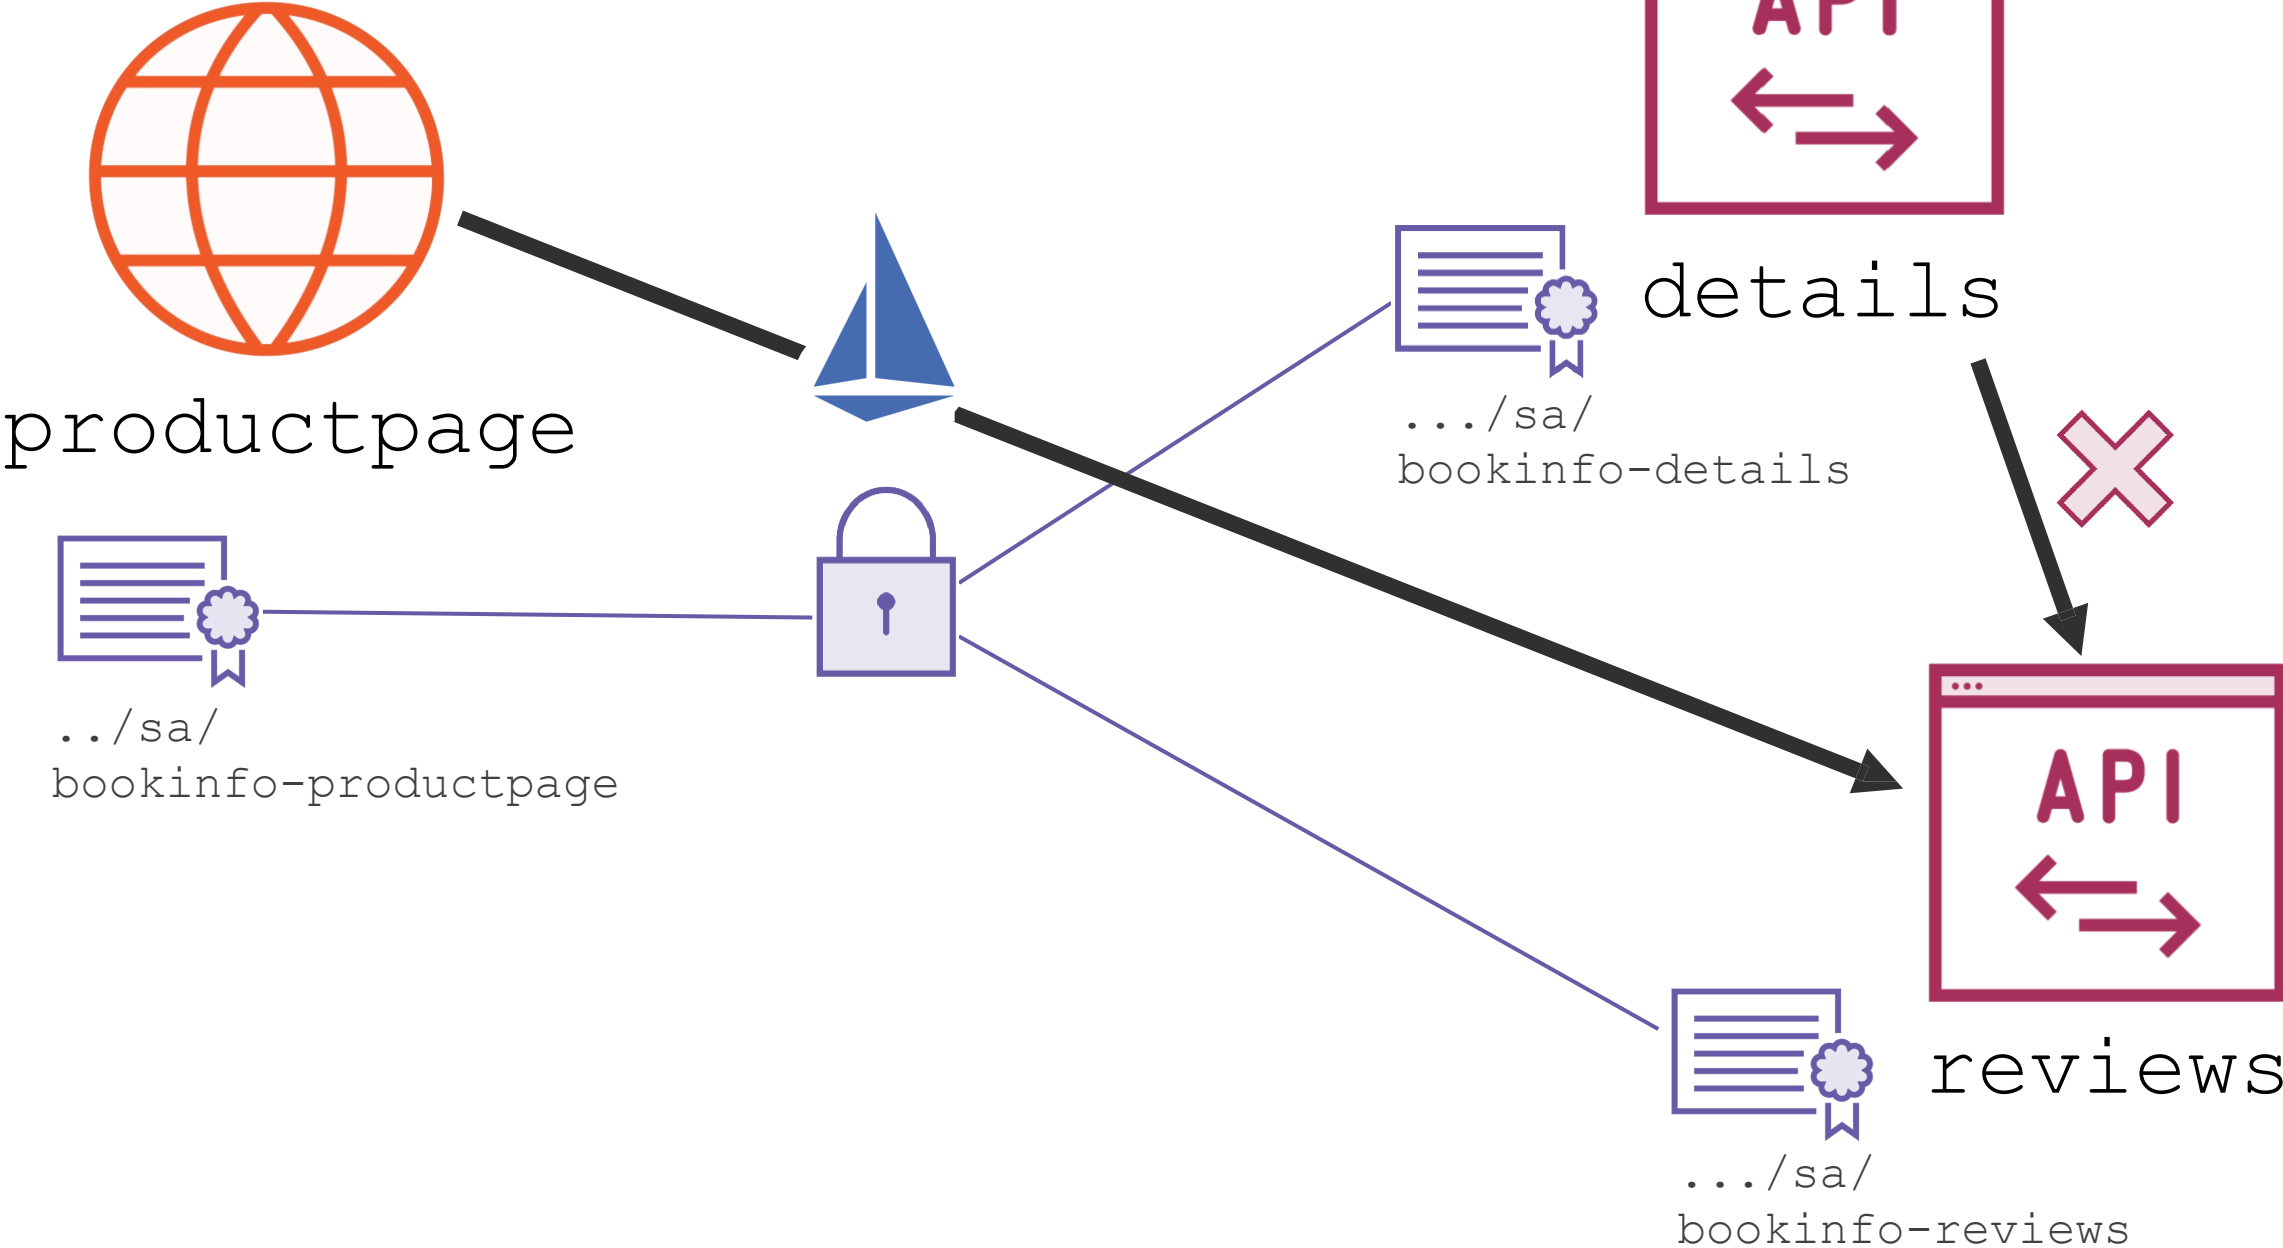 API
details
productpage
.../sa/
bookinfo-details
../sa/
bookinfo-productpage
API
reviews
.../sa/
bookinfo-reviews